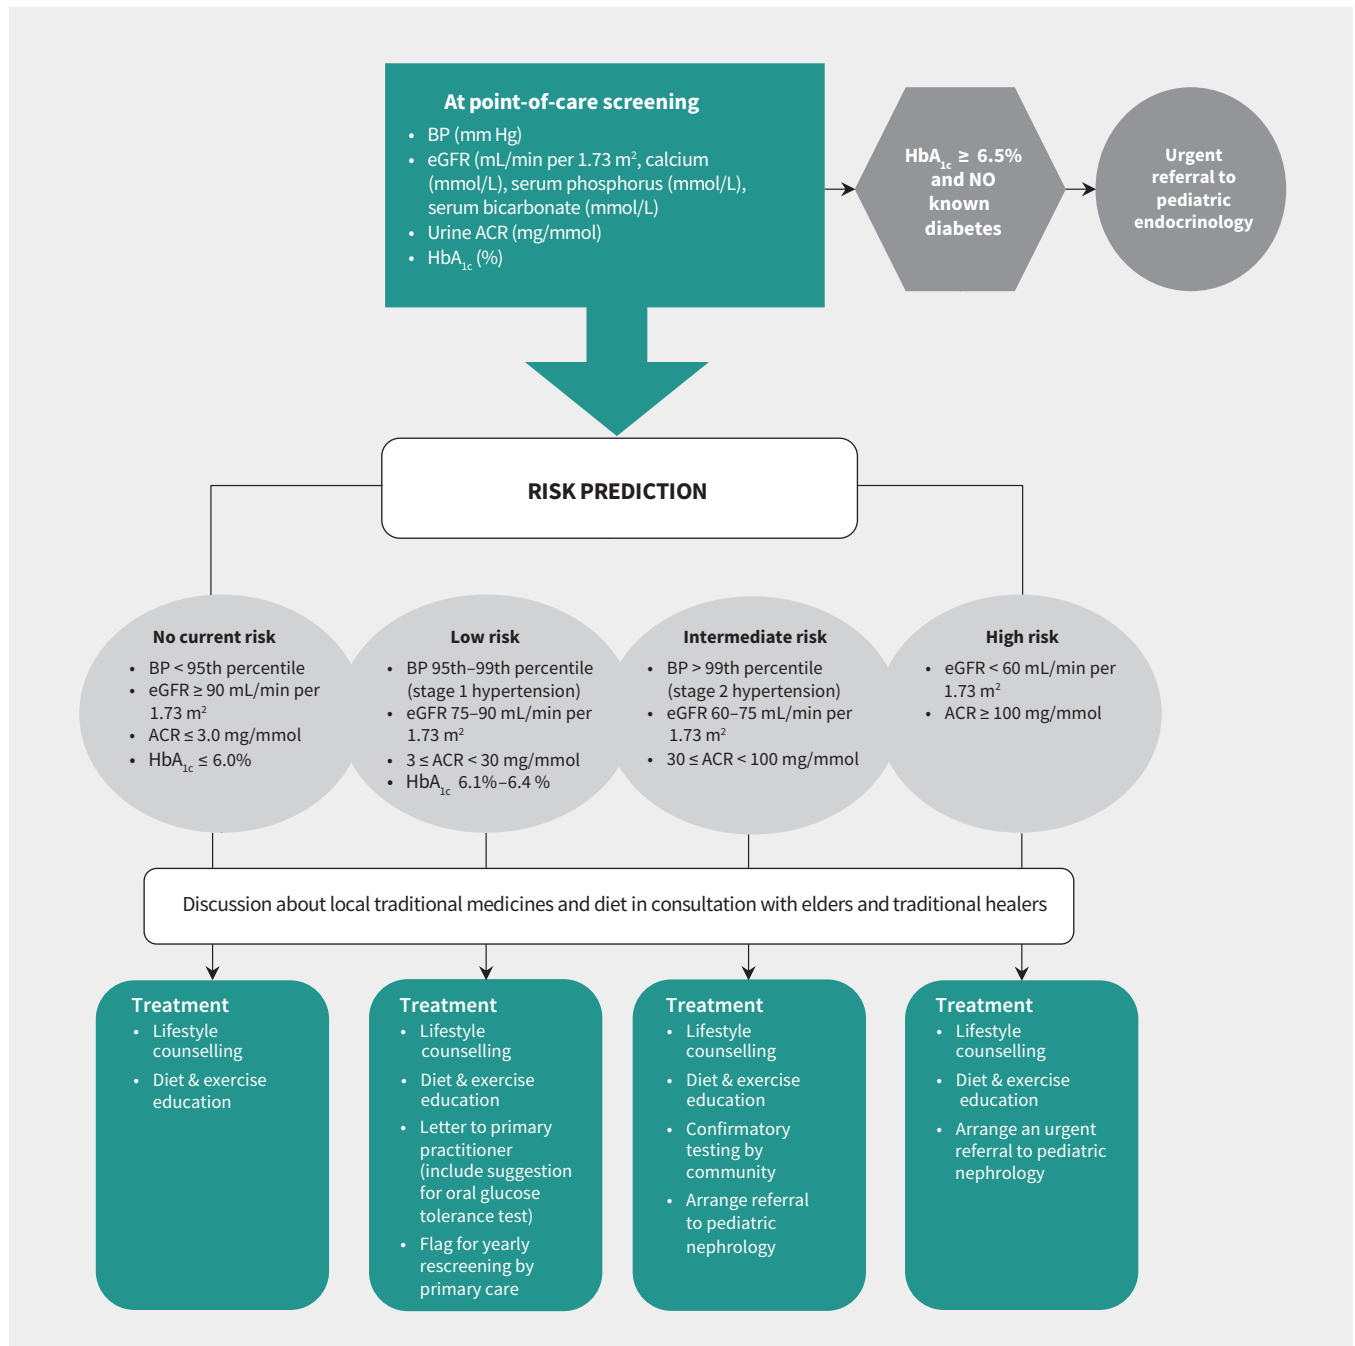 At point-of-care screening
• BP (mm Hg)
• eGFR (mL/min per 1.73 m², calcium
(mmol/L), serum phosphorus (mmol/L),
serum bicarbonate (mmol/L)
• Urine ACR (mg/mmol)
• HbA1c (%)
HbA1c ≥ 6.5%
and NO
known
diabetes
Urgent
referral to
pediatric
endocrinology
RISK PREDICTION
No current risk
• BP < 95th percentile
• eGFR ≥ 90 mL/min per
1.73 m²
• ACR ≤ 3.0 mg/mmol
• HbA1c ≤ 6.0%
Low risk
• BP 95th–99th percentile
(stage 1 hypertension)
• eGFR 75–90 mL/min per
1.73 m²
• 3 ≤ ACR < 30 mg/mmol
• HbA1c 6.1%–6.4 %
Intermediate risk
• BP > 99th percentile
(stage 2 hypertension)
• eGFR 60–75 mL/min per
1.73 m²
• 30 ≤ ACR < 100 mg/mmol
High risk
• eGFR < 60 mL/min per
1.73 m²
• ACR ≥ 100 mg/mmol
Discussion about local traditional medicines and diet in consultation with elders and traditional healers
Treatment
• Lifestyle
counselling
• Diet & exercise
education
Treatment
• Lifestyle
counselling
• Diet & exercise
education
• Letter to primary
practitioner
(include suggestion
for oral glucose
tolerance test)
• Flag for yearly
rescreening by
primary care
Treatment
• Lifestyle
counselling
• Diet & exercise
education
• Confirmatory
testing by
community
• Arrange referral
to pediatric
nephrology
Treatment
• Lifestyle
counselling
• Diet & exercise
education
• Arrange an urgent
referral to pediatric
nephrology